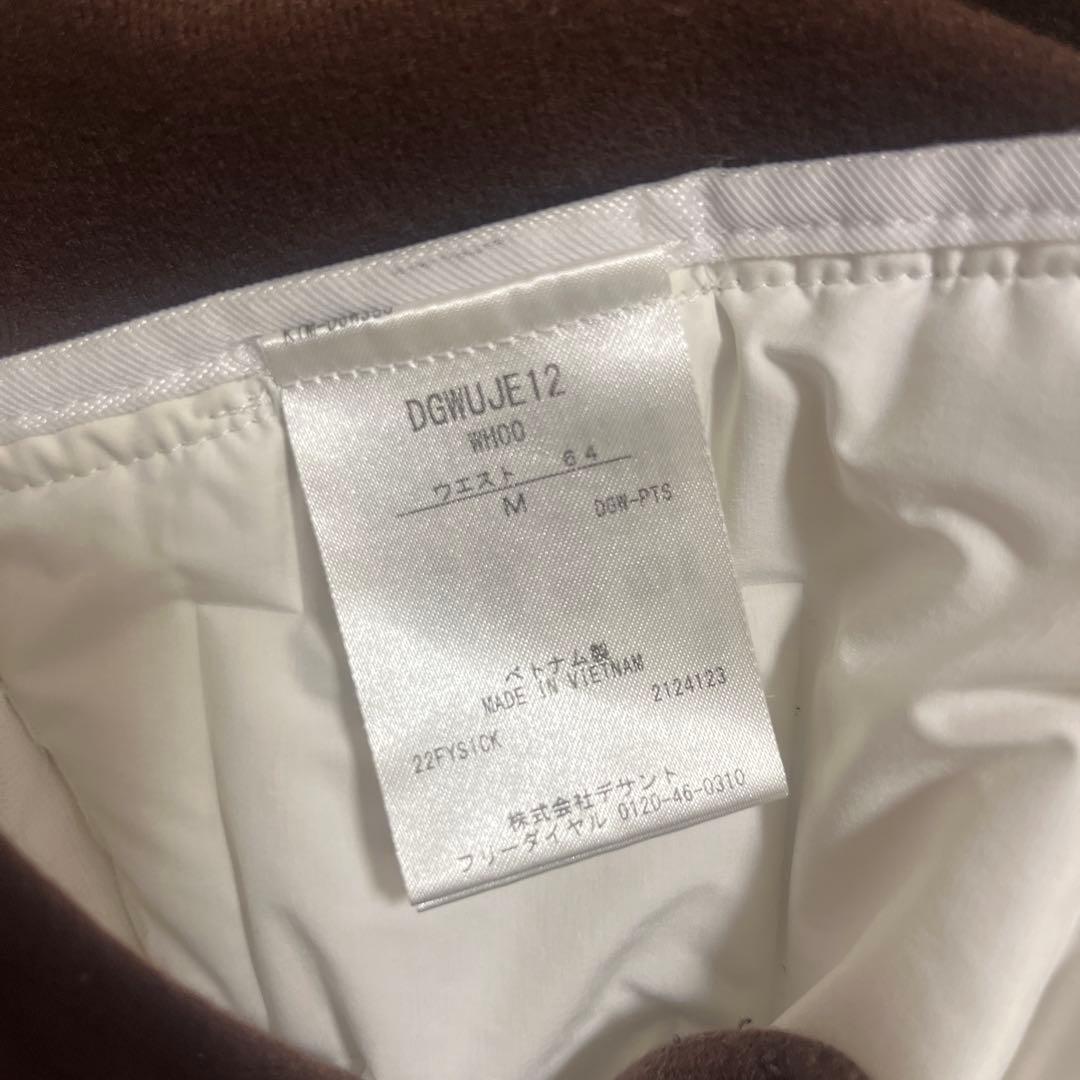 DGWUJE12
WH00
ウエスト 64
M DGW-PTS
ベトナム製
MADE IN VIETNAM
2124123
22FYSICK
株式会社デサント
フリーダイヤル 0120-46-0310